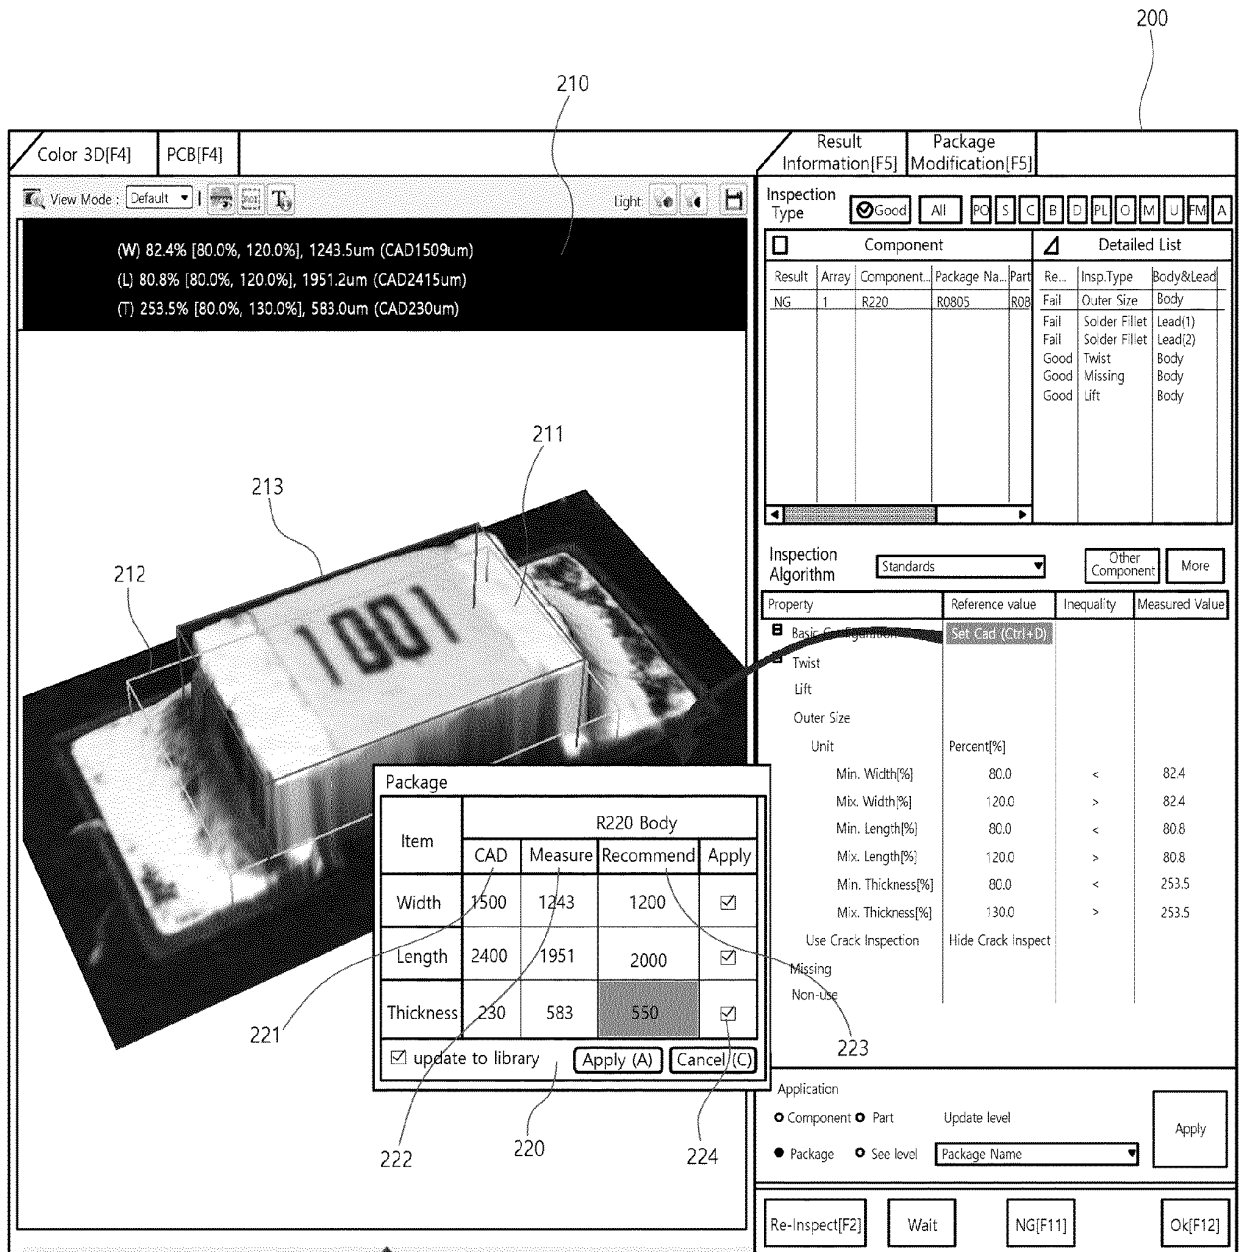 200
210
Color 3D[F4] PCB[F4]
Result Information[F5] Package Modification[F5]
View Mode : Default
Light:
Inspection Type Good All PO S C B D PL O M U FM A
(W) 82.4% [80.0%, 120.0%], 1243.5um (CAD1509um)
(L) 80.8% [80.0%, 120.0%], 1951.2um (CAD2415um)
(T) 253.5% [80.0%, 130.0%], 583.0um (CAD230um)
Component
Result Array Component... Package Na... Part
NG 1 R220 R0805 R08
Detailed List
Re... Insp.Type Body&Lead
Fail Outer Size Body
Fail Solder Fillet Lead(1)
Fail Solder Fillet Lead(2)
Good Twist Body
Good Missing Body
Good Lift Body
211
213
212
1001
Inspection Algorithm Standards Other Component More
Property Reference value Inequality Measured Value
Basic Configuration Set Cad (Ctrl+D)
Twist
Lift
Outer Size
Unit Percent[%]
Min. Width[%] 80.0 < 82.4
Mix. Width[%] 120.0 > 82.4
Min. Length[%] 80.0 < 80.8
Mix. Length[%] 120.0 > 80.8
Min. Thickness[%] 80.0 < 253.5
Mix. Thickness[%] 130.0 > 253.5
Use Crack Inspection Hide Crack Inspect
Missing
Non-use
Package
Item R220 Body
CAD Measure Recommend Apply
Width 1500 1243 1200
Length 2400 1951 2000
Thickness 230 583 550
update to library Apply (A) Cancel (C)
221
222
220
224
223
Application
Component Part Update level
Package See level Package Name
Apply
Re-Inspect[F2] Wait NG[F11] Ok[F12]